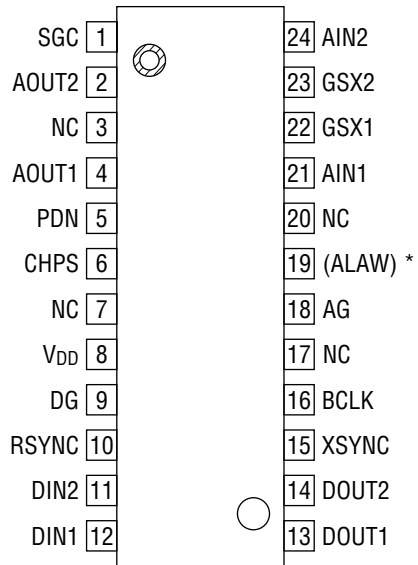 SGC 1 24 AIN2
AOUT2 2 23 GSX2
NC 3 22 GSX1
AOUT1 4 21 AIN1
PDN 5 20 NC
CHPS 6 19 (ALAW) *
NC 7 18 AG
VDD 8 17 NC
DG 9 16 BCLK
RSYNC 10 15 XSYNC
DIN2 11 14 DOUT2
DIN1 12 13 DOUT1